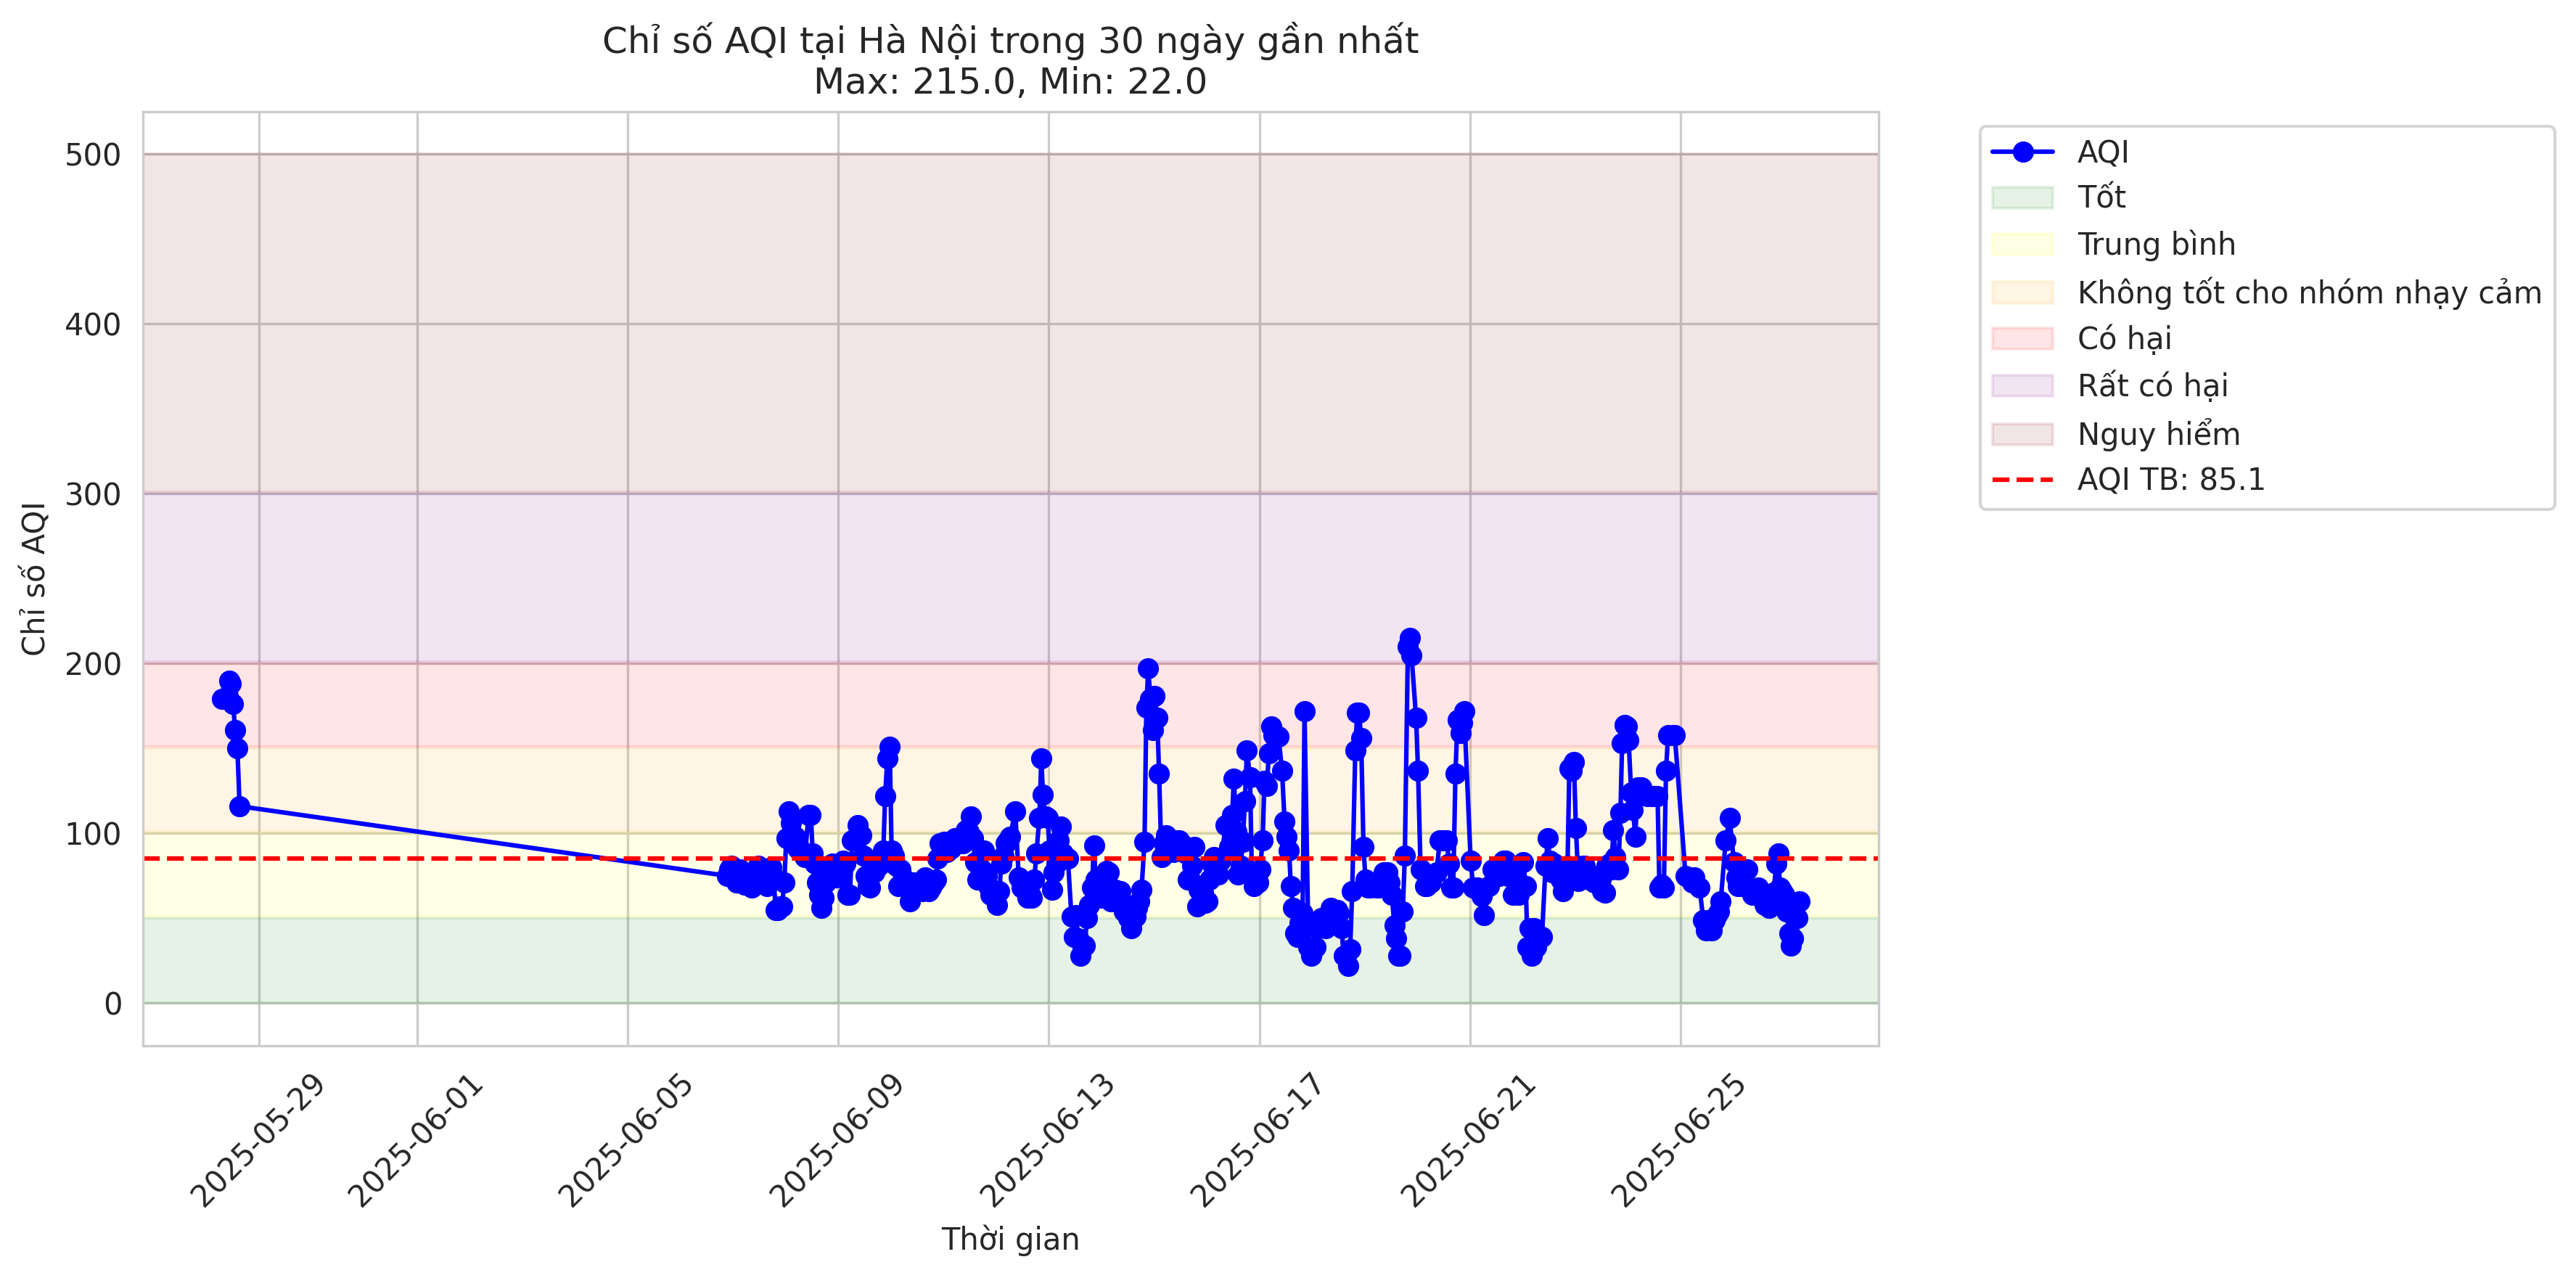 Chỉ số AQI tại Hà Nội trong 30 ngày gần nhất
Max: 215.0, Min: 22.0
Chỉ số AQI
500
400
300
200
100
0
2025-05-29
2025-06-01
2025-06-05
2025-06-09
2025-06-13
2025-06-17
2025-06-21
2025-06-25
Thời gian
AQI
Tốt
Trung bình
Không tốt cho nhóm nhạy cảm
Có hại
Rất có hại
Nguy hiểm
AQI TB: 85.1